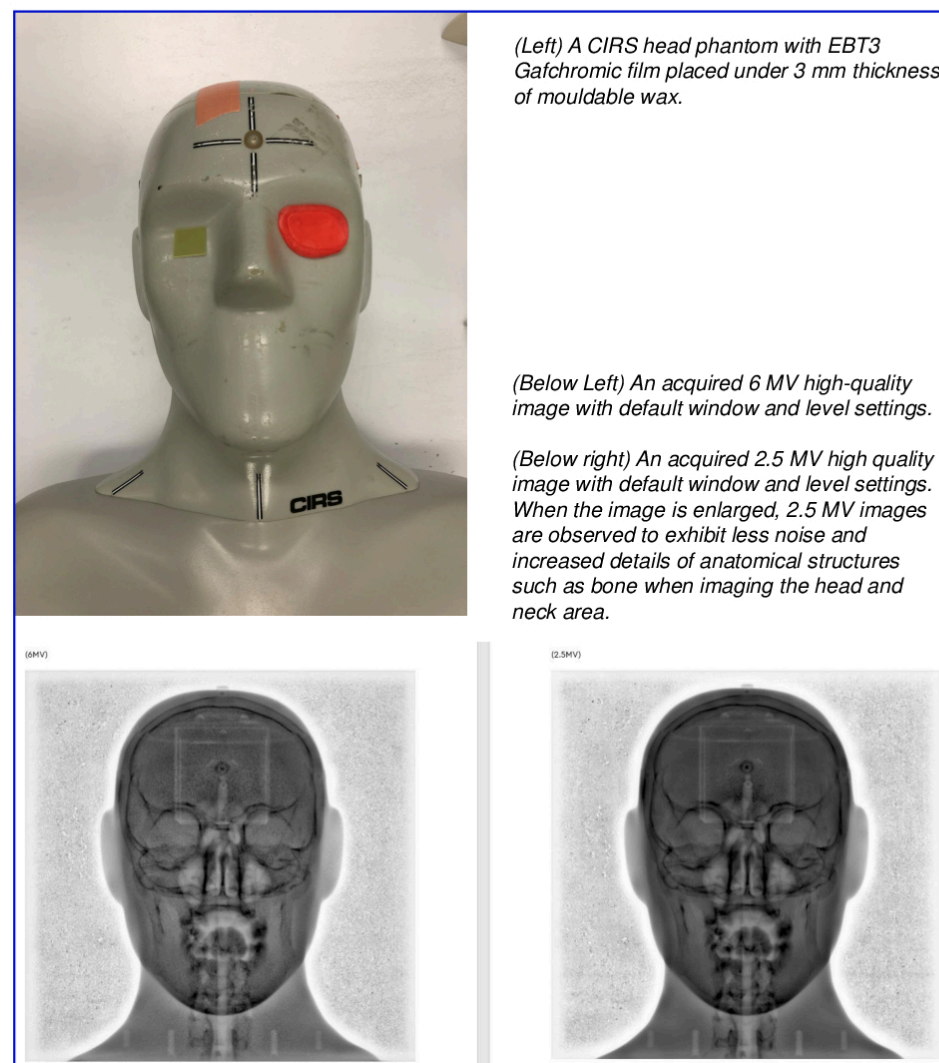 (Left) A CIRS head phantom with EBT3
Gafchromic film placed under 3 mm thickness
of mouldable wax.
(Below Left) An acquired 6 MV high-quality
image with default window and level settings.
(Below right) An acquired 2.5 MV high quality
image with default window and level settings.
When the image is enlarged, 2.5 MV images
are observed to exhibit less noise and
increased details of anatomical structures
such as bone when imaging the head and
neck area.
CIRS
(6MV)
(2.5MV)